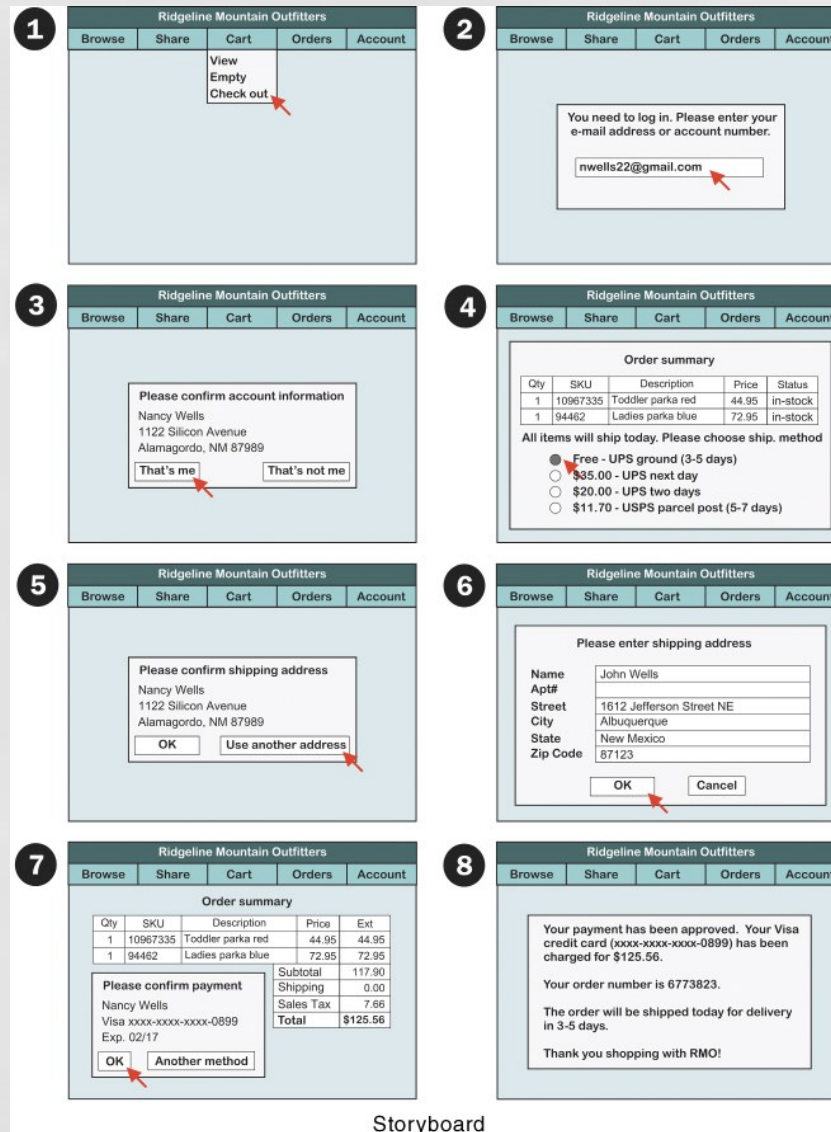 1
Ridgeline Mountain Outfitters
Browse Share Cart Orders Account
View
Empty
Check out
2
Ridgeline Mountain Outfitters
Browse Share Cart Orders Account
You need to log in. Please enter your
e-mail address or account number.
nwells22@gmail.com
3
Ridgeline Mountain Outfitters
Browse Share Cart Orders Account
Please confirm account information
Nancy Wells
1122 Silicon Avenue
Alamagordo, NM 87989
That's me That's not me
4
Ridgeline Mountain Outfitters
Browse Share Cart Orders Account
Order summary
Qty SKU Description Price Status
1 10967335 Toddler parka red 44.95 in-stock
1 94462 Ladies parka blue 72.95 in-stock
All items will ship today. Please choose ship. method
Free - UPS ground (3-5 days)
$35.00 - UPS next day
$20.00 - UPS two days
$11.70 - USPS parcel post (5-7 days)
5
Ridgeline Mountain Outfitters
Browse Share Cart Orders Account
Please confirm shipping address
Nancy Wells
1122 Silicon Avenue
Alamagordo, NM 87989
OK Use another address
6
Ridgeline Mountain Outfitters
Browse Share Cart Orders Account
Please enter shipping address
Name John Wells
Apt#
Street 1612 Jefferson Street NE
City Albuquerque
State New Mexico
Zip Code 87123
OK Cancel
7
Ridgeline Mountain Outfitters
Browse Share Cart Orders Account
Order summary
Qty SKU Description Price Ext
1 10967335 Toddler parka red 44.95 44.95
1 94462 Ladies parka blue 72.95 72.95
Subtotal 117.90
Shipping 0.00
Sales Tax 7.66
Total $125.56
Please confirm payment
Nancy Wells
Visa xxxx-xxxx-xxxx-0899
Exp. 02/17
OK Another method
8
Ridgeline Mountain Outfitters
Browse Share Cart Orders Account
Your payment has been approved. Your Visa
credit card (xxxx-xxxx-xxxx-0899) has been
charged for $125.56.
Your order number is 6773823.
The order will be shipped today for delivery
in 3-5 days.
Thank you shopping with RMO!
Storyboard